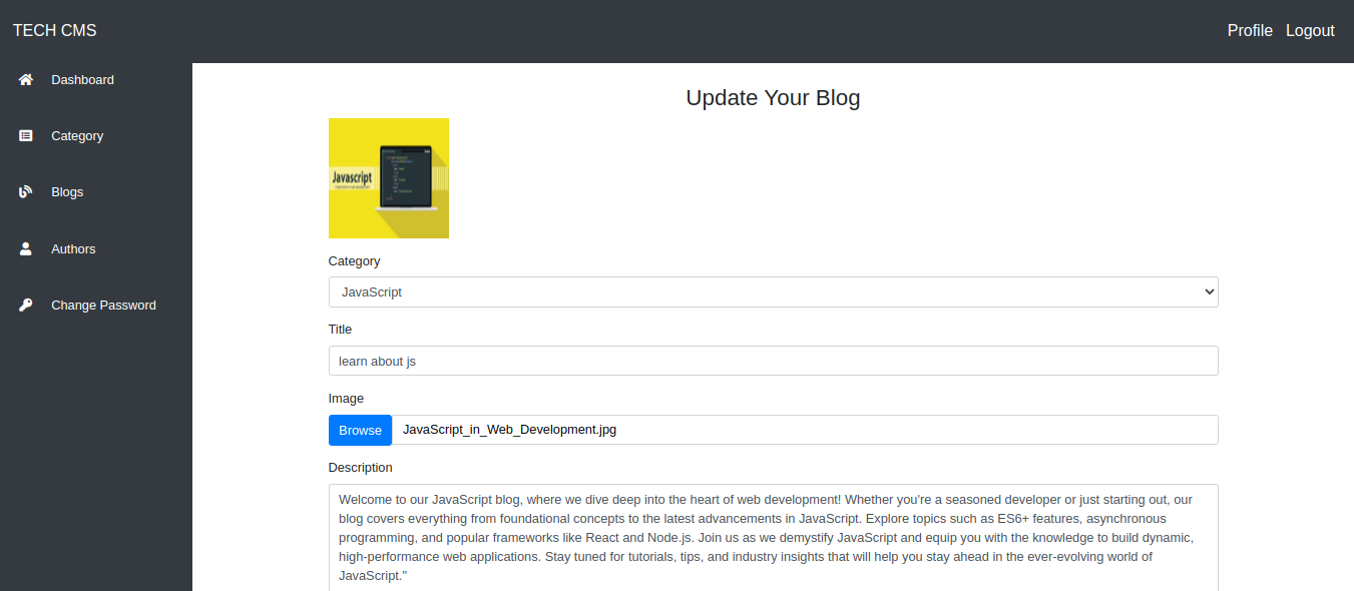 TECH CMS
Profile Logout
Dashboard
Category
Blogs
Authors
Change Password
Update Your Blog
Javascript
Category
JavaScript
Title
learn about js
Image
Browse JavaScript_in_Web_Development.jpg
Description
Welcome to our JavaScript blog, where we dive deep into the heart of web development! Whether you're a seasoned developer or just starting out, our
blog covers everything from foundational concepts to the latest advancements in JavaScript. Explore topics such as ES6+ features, asynchronous
programming, and popular frameworks like React and Node.js. Join us as we demystify JavaScript and equip you with the knowledge to build dynamic,
high-performance web applications. Stay tuned for tutorials, tips, and industry insights that will help you stay ahead in the ever-evolving world of
JavaScript."